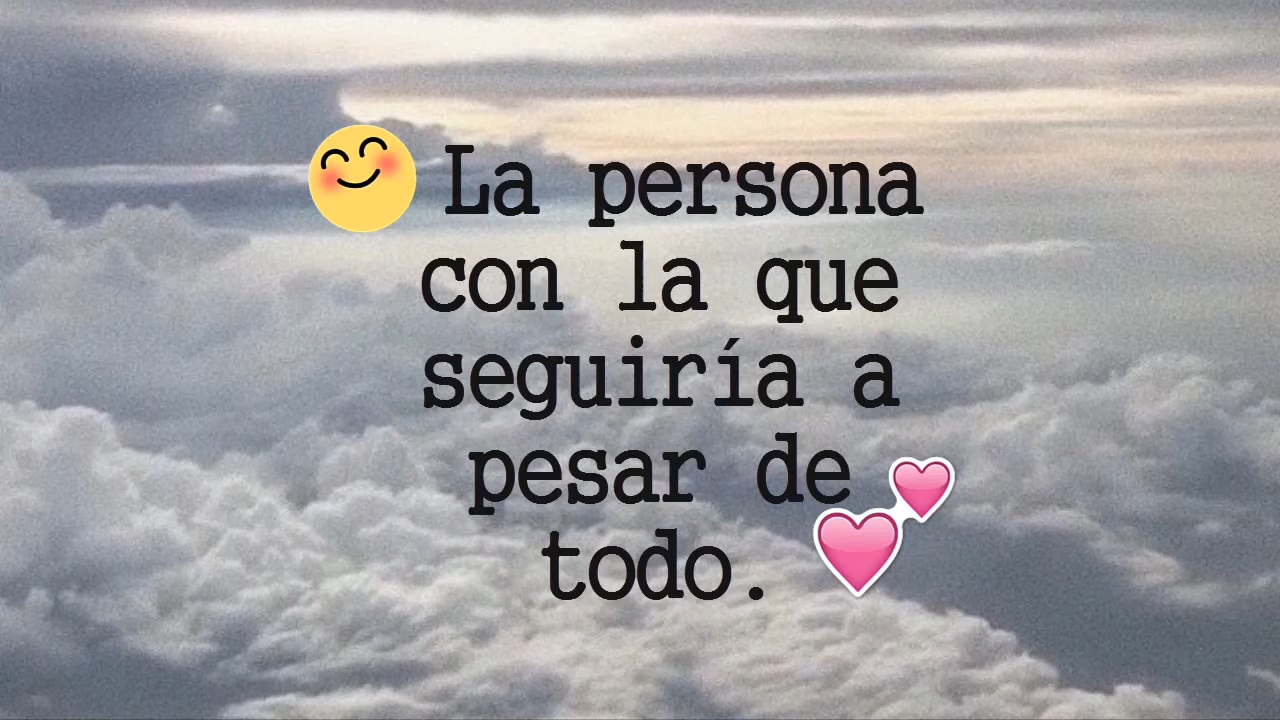 La persona
con la que
seguiría a
pesar de
todo.